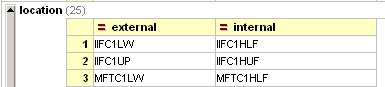 location (25)
= external = internal
1 IIFC1LW IIFC1HLF
2 IIFC1UP IIFC1HUF
3 MFTC1LW MFTC1HLF